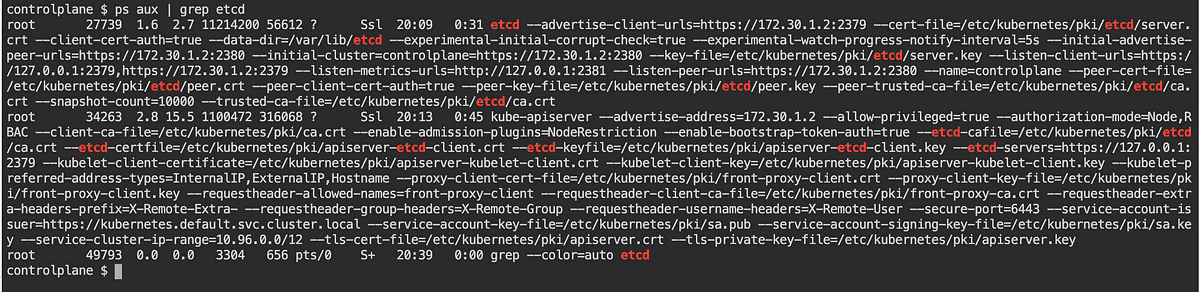 controlplane $ ps aux | grep etcd
root       27739  1.6  2.7 11214200 56612 ?      Ssl  20:09   0:31 etcd --advertise-client-urls=https://172.30.1.2:2379 --cert-file=/etc/kubernetes/pki/etcd/server.
crt --client-cert-auth=true --data-dir=/var/lib/etcd --experimental-initial-corrupt-check=true --experimental-watch-progress-notify-interval=5s --initial-advertise-
peer-urls=https://172.30.1.2:2380 --initial-cluster=controlplane=https://172.30.1.2:2380 --key-file=/etc/kubernetes/pki/etcd/server.key --listen-client-urls=https:/
/127.0.0.1:2379,https://172.30.1.2:2379 --listen-metrics-urls=http://127.0.0.1:2381 --listen-peer-urls=https://172.30.1.2:2380 --name=controlplane --peer-cert-file=
/etc/kubernetes/pki/etcd/peer.crt --peer-client-cert-auth=true --peer-key-file=/etc/kubernetes/pki/etcd/peer.key --peer-trusted-ca-file=/etc/kubernetes/pki/etcd/ca.
crt --snapshot-count=10000 --trusted-ca-file=/etc/kubernetes/pki/etcd/ca.crt
root       34263  2.8 15.5 1100472 316068 ?      Ssl  20:13   0:45 kube-apiserver --advertise-address=172.30.1.2 --allow-privileged=true --authorization-mode=Node,R
BAC --client-ca-file=/etc/kubernetes/pki/ca.crt --enable-admission-plugins=NodeRestriction --enable-bootstrap-token-auth=true --etcd-cafile=/etc/kubernetes/pki/etcd
/ca.crt --etcd-certfile=/etc/kubernetes/pki/apiserver-etcd-client.crt --etcd-keyfile=/etc/kubernetes/pki/apiserver-etcd-client.key --etcd-servers=https://127.0.0.1:
2379 --kubelet-client-certificate=/etc/kubernetes/pki/apiserver-kubelet-client.crt --kubelet-client-key=/etc/kubernetes/pki/apiserver-kubelet-client.key --kubelet-p
referred-address-types=InternalIP,ExternalIP,Hostname --proxy-client-cert-file=/etc/kubernetes/pki/front-proxy-client.crt --proxy-client-key-file=/etc/kubernetes/pk
i/front-proxy-client.key --requestheader-allowed-names=front-proxy-client --requestheader-client-ca-file=/etc/kubernetes/pki/front-proxy-ca.crt --requestheader-extr
a-headers-prefix=X-Remote-Extra- --requestheader-group-headers=X-Remote-Group --requestheader-username-headers=X-Remote-User --secure-port=6443 --service-account-is
suer=https://kubernetes.default.svc.cluster.local --service-account-key-file=/etc/kubernetes/pki/sa.pub --service-account-signing-key-file=/etc/kubernetes/pki/sa.ke
y --service-cluster-ip-range=10.96.0.0/12 --tls-cert-file=/etc/kubernetes/pki/apiserver.crt --tls-private-key-file=/etc/kubernetes/pki/apiserver.key
root       49793  0.0  0.0   3304   656 pts/0    S+   20:39   0:00 grep --color=auto etcd
controlplane $